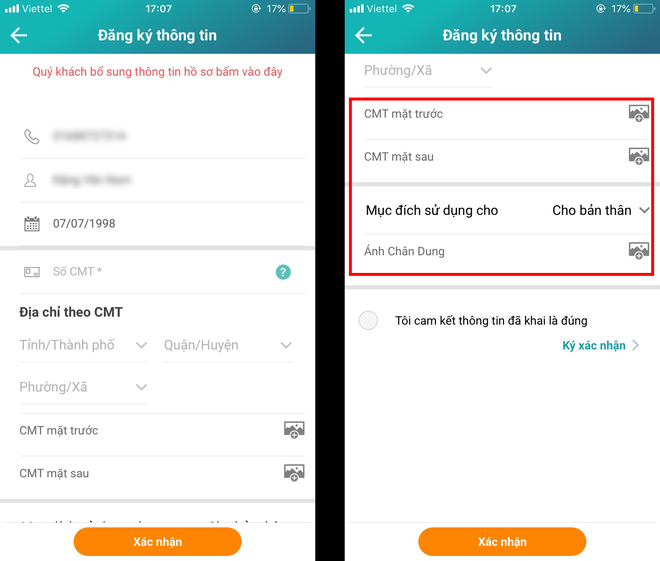 Viettel 17:07 17%
Đăng ký thông tin
Quý khách bổ sung thông tin hồ sơ bấm vào đây
07/07/1998
Số CMT * ?
Địa chỉ theo CMT
Tỉnh/Thành phố Quận/Huyện
Phường/Xã
CMT mặt trước
CMT mặt sau
Xác nhận
Viettel 17:07 17%
Đăng ký thông tin
Phường/Xã
CMT mặt trước
CMT mặt sau
Mục đích sử dụng cho Cho bản thân
Ảnh Chân Dung
Tôi cam kết thông tin đã khai là đúng
Ký xác nhận
Xác nhận